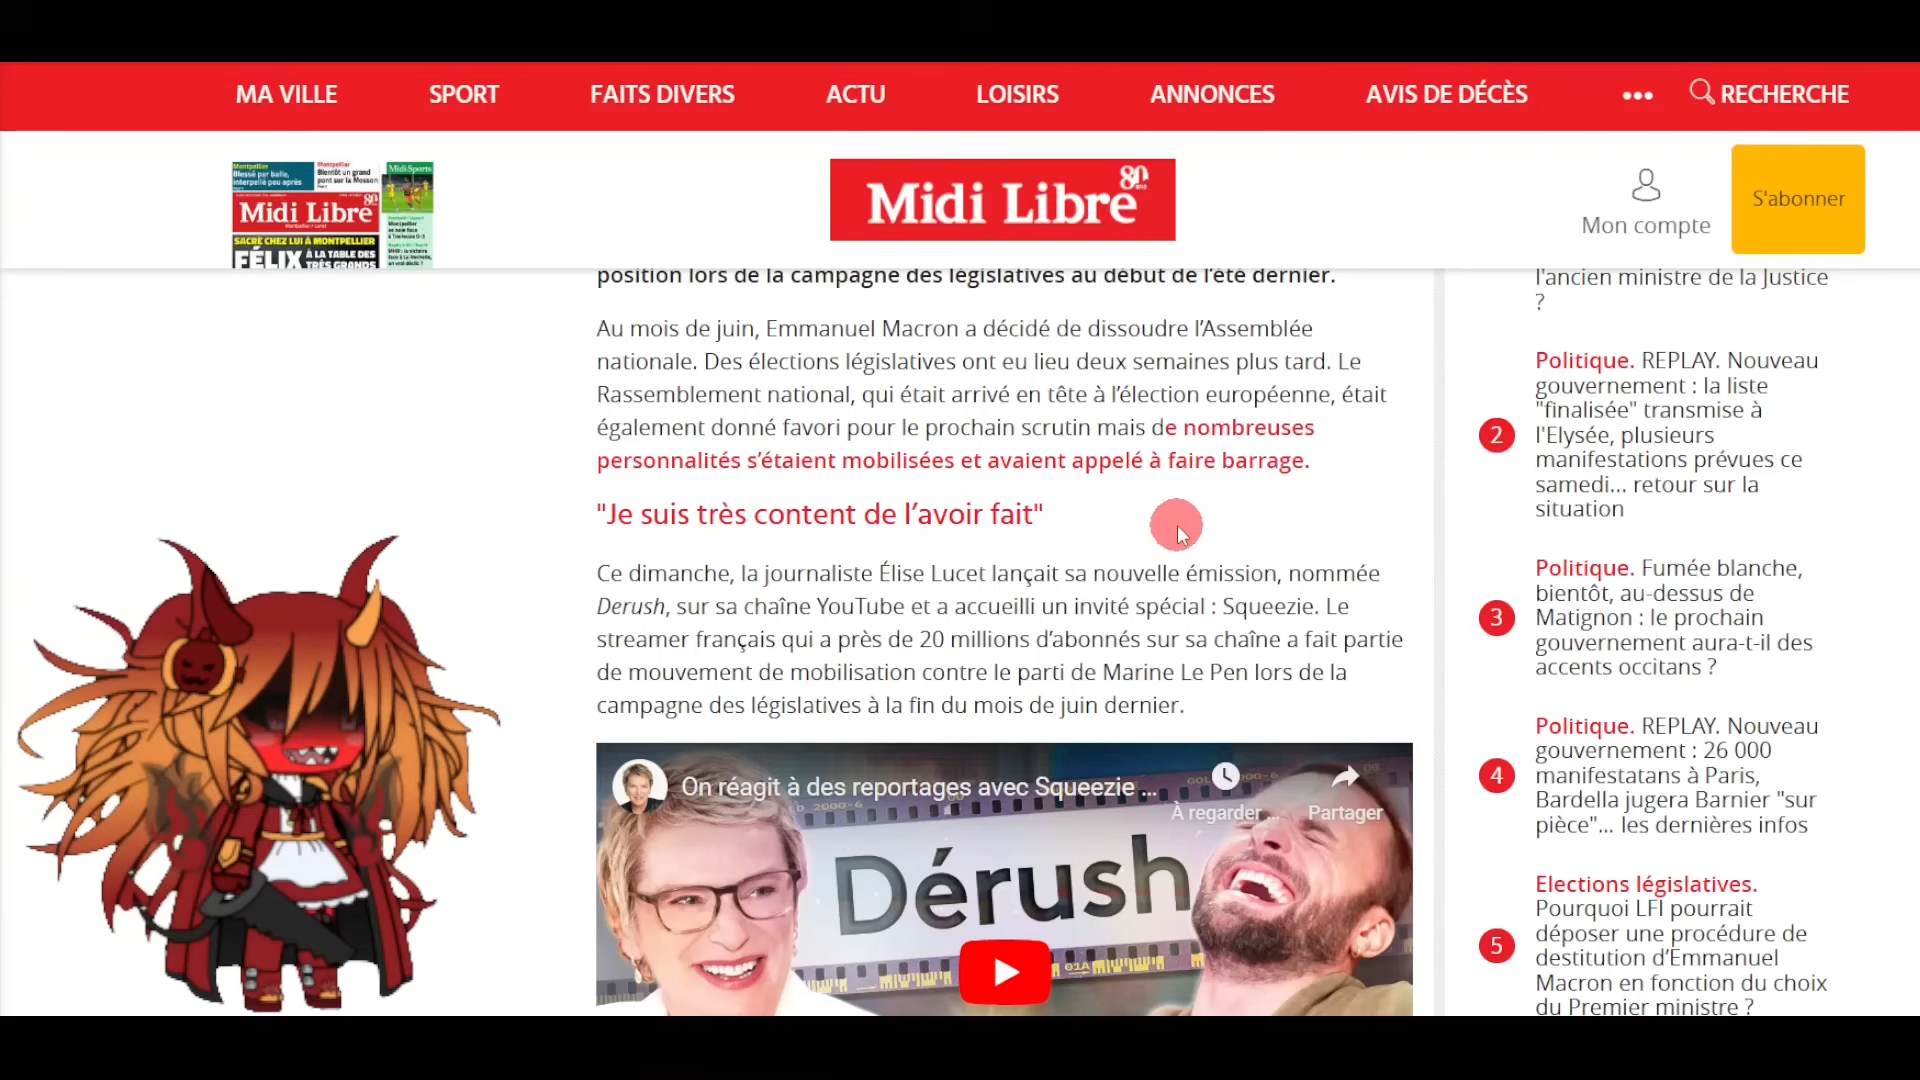 MA VILLE SPORT FAITS DIVERS ACTU LOISIRS ANNONCES AVIS DE DÉCÈS ••• RECHERCHE
Montpellier
Blessé par balle,
interpellé peu après
Montpellier
Bientôt un grand
pont sur la Mosson
Midi Sports
Midi Libre
80
SACRÉ CHEZ LUI À MONTPELLIER
FÉLIX
À LA TABLE DES
TRÈS GRANDS
Midi Libre
80
ans
Mon compte
S'abonner
position lors de la campagne des législatives au début de l'été dernier.
Au mois de juin, Emmanuel Macron a décidé de dissoudre l’Assemblée
nationale. Des élections législatives ont eu lieu deux semaines plus tard. Le
Rassemblement national, qui était arrivé en tête à l’élection européenne, était
également donné favori pour le prochain scrutin mais de nombreuses
personnalités s’étaient mobilisées et avaient appelé à faire barrage.
"Je suis très content de l’avoir fait"
Ce dimanche, la journaliste Élise Lucet lançait sa nouvelle émission, nommée
Derush, sur sa chaîne YouTube et a accueilli un invité spécial : Squeezie. Le
streamer français qui a près de 20 millions d’abonnés sur sa chaîne a fait partie
de mouvement de mobilisation contre le parti de Marine Le Pen lors de la
campagne des législatives à la fin du mois de juin dernier.
On réagit à des reportages avec Squeezie ...
À regarder ...
Partager
Dérush
01A
l'ancien ministre de la Justice
?
2
Politique. REPLAY. Nouveau
gouvernement : la liste
"finalisée" transmise à
l'Elysée, plusieurs
manifestations prévues ce
samedi... retour sur la
situation
3
Politique. Fumée blanche,
bientôt, au-dessus de
Matignon : le prochain
gouvernement aura-t-il des
accents occitans ?
4
Politique. REPLAY. Nouveau
gouvernement : 26 000
manifestatans à Paris,
Bardella jugera Barnier "sur
pièce"... les dernières infos
5
Elections législatives.
Pourquoi LFI pourrait
déposer une procédure de
destitution d’Emmanuel
Macron en fonction du choix
du Premier ministre ?